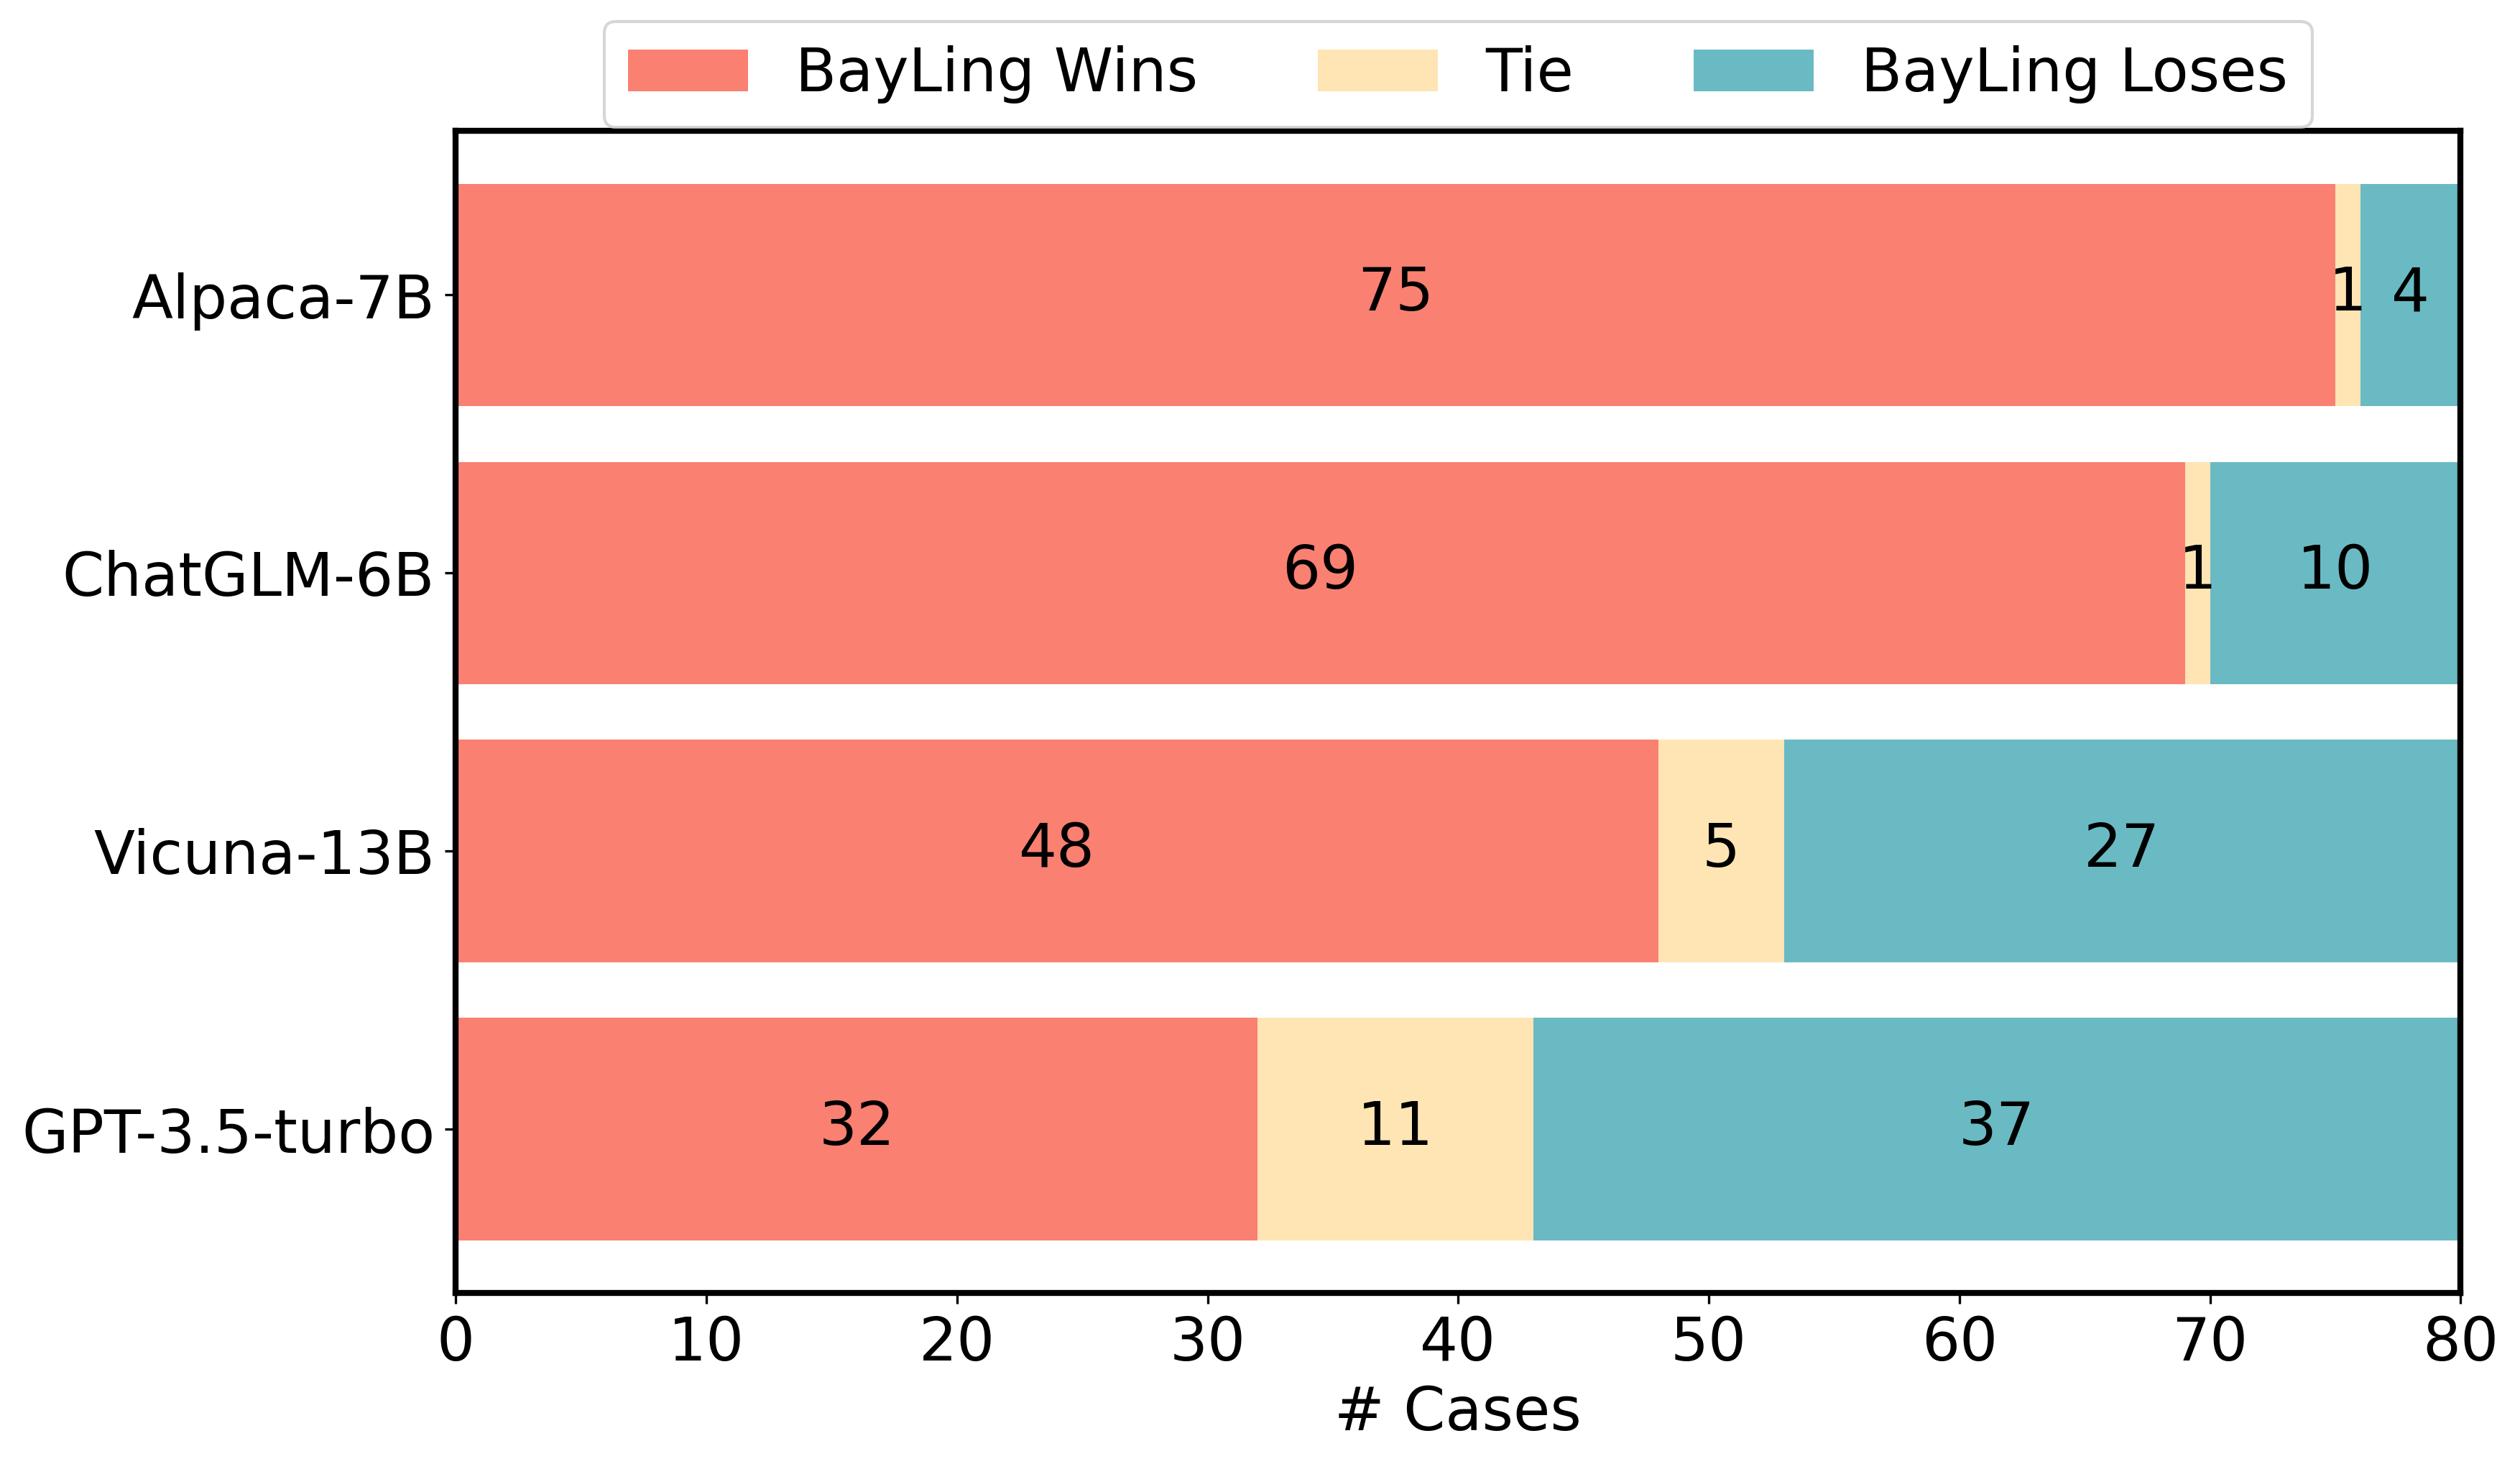 BayLing Wins Tie BayLing Loses
Alpaca-7B 75 1 4
ChatGLM-6B 69 1 10
Vicuna-13B 48 5 27
GPT-3.5-turbo 32 11 37
0 10 20 30 40 50 60 70 80
# Cases